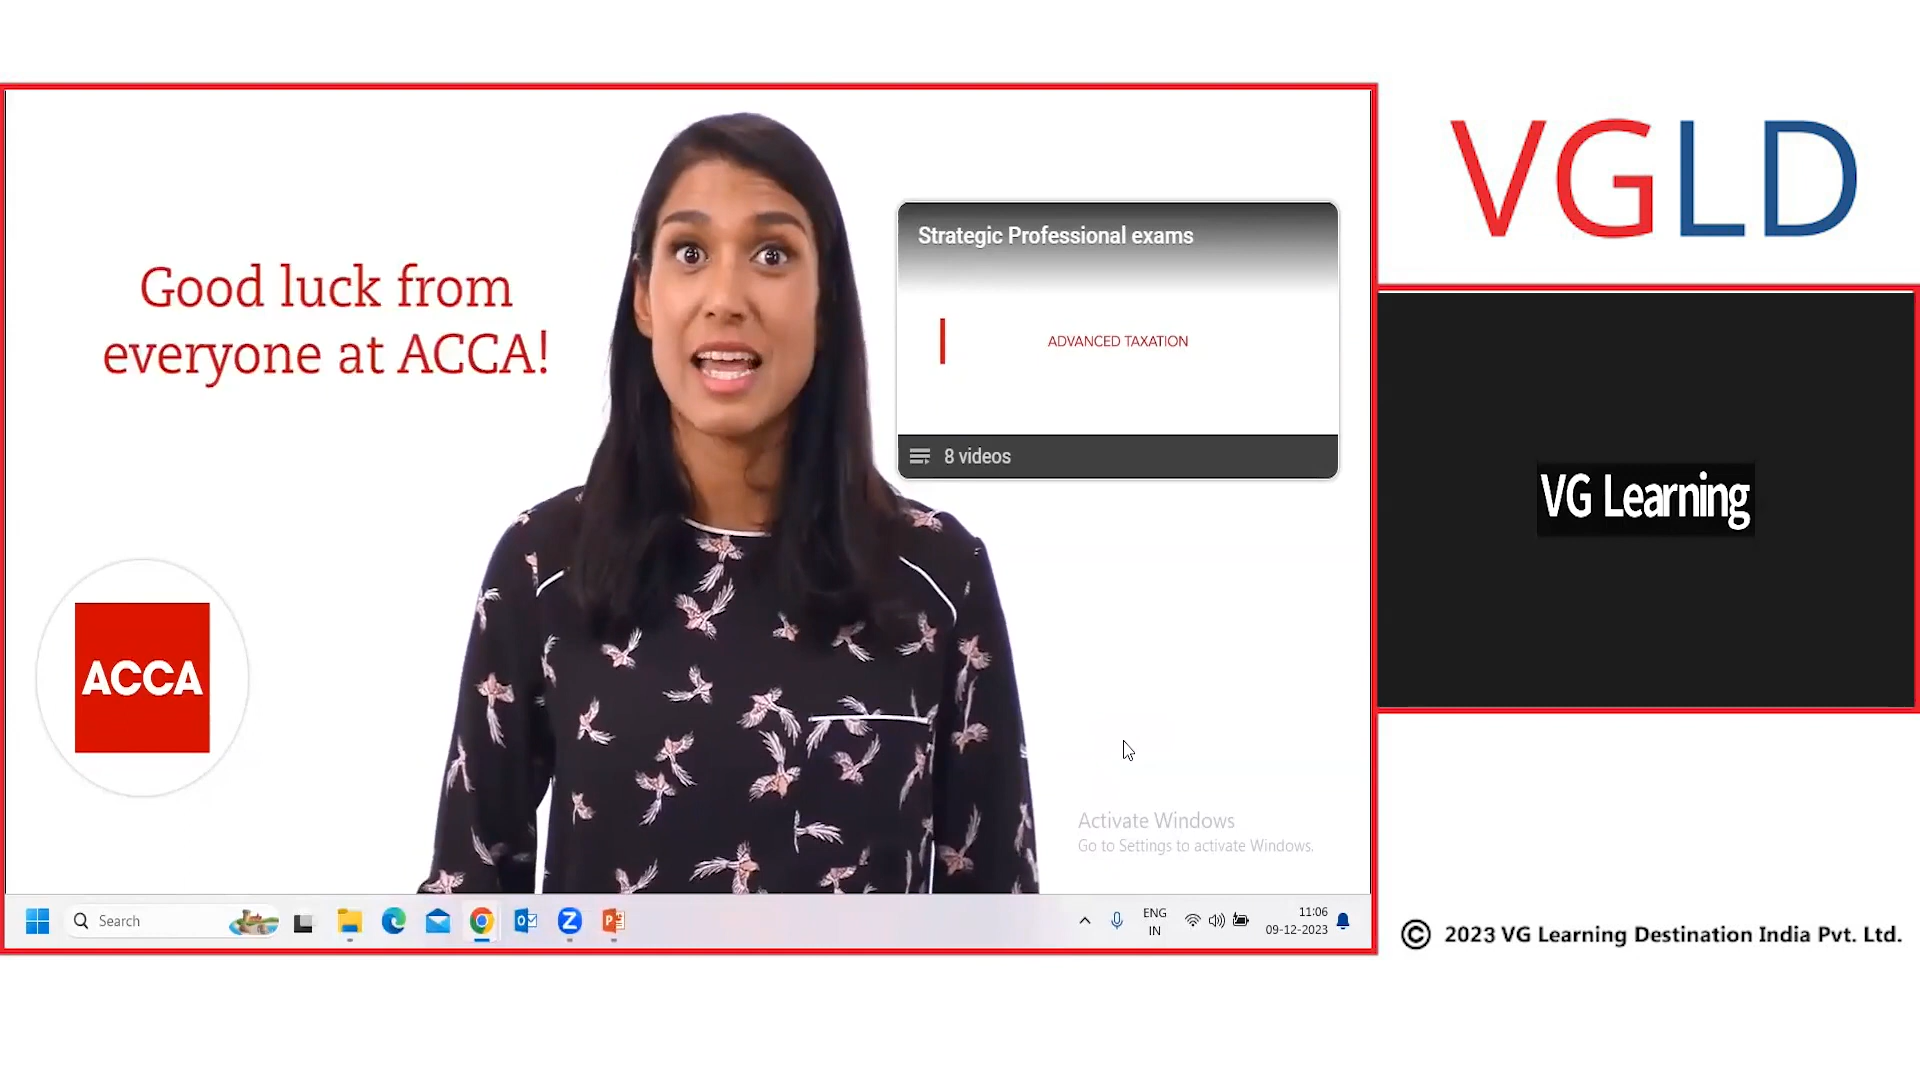 Good luck from
everyone at ACCA!
ACCA
Strategic Professional exams
ADVANCED TAXATION
8 videos
Activate Windows
Go to Settings to activate Windows.
Search
ENG
IN
11:06
09-12-2023
VGLD
VG Learning
© 2023 VG Learning Destination India Pvt. Ltd.